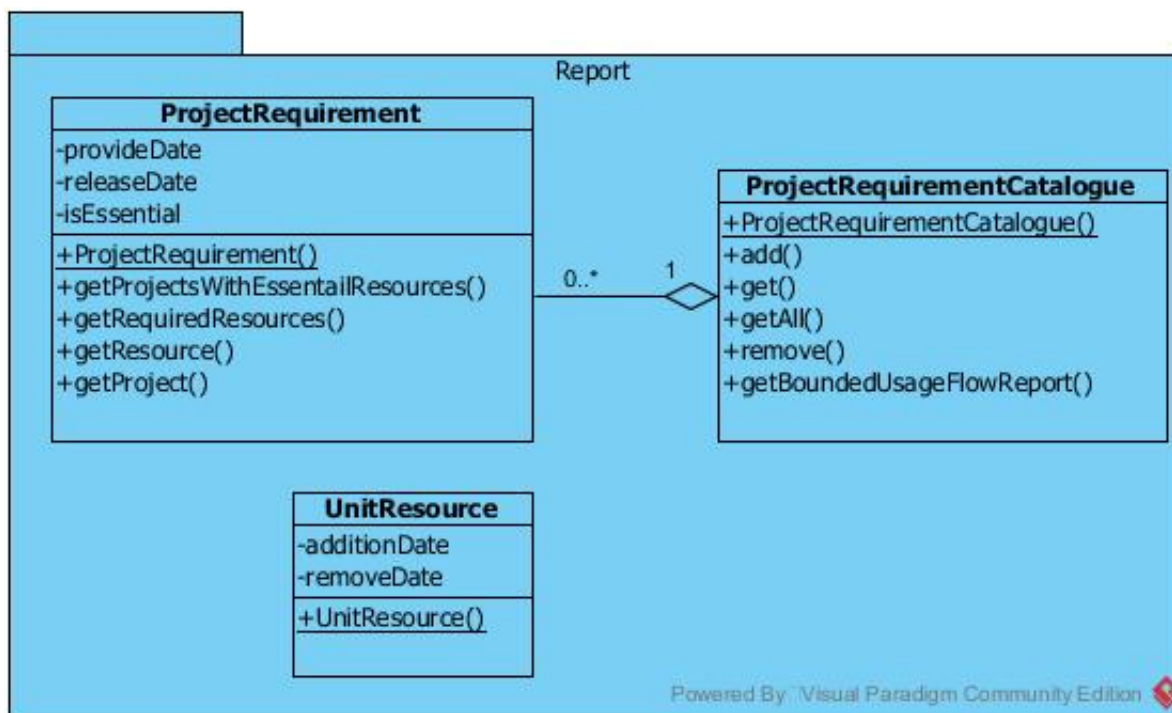 Report
ProjectRequirement
-provideDate
-releaseDate
-isEssential
+ProjectRequirement()
+getProjectsWithEssentailResources()
+getRequiredResources()
+getResource()
+getProject()
0..*
1
ProjectRequirementCatalogue
+ProjectRequirementCatalogue()
+add()
+get()
+getAll()
+remove()
+getBoundedUsageFlowReport()
UnitResource
-additionDate
-removeDate
+UnitResource()
Powered By Visual Paradigm Community Edition